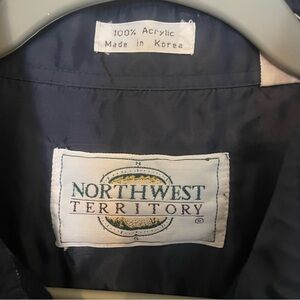 100% Acrylic
Made in Korea
N
NORTHWEST
TERRITORY
®
S